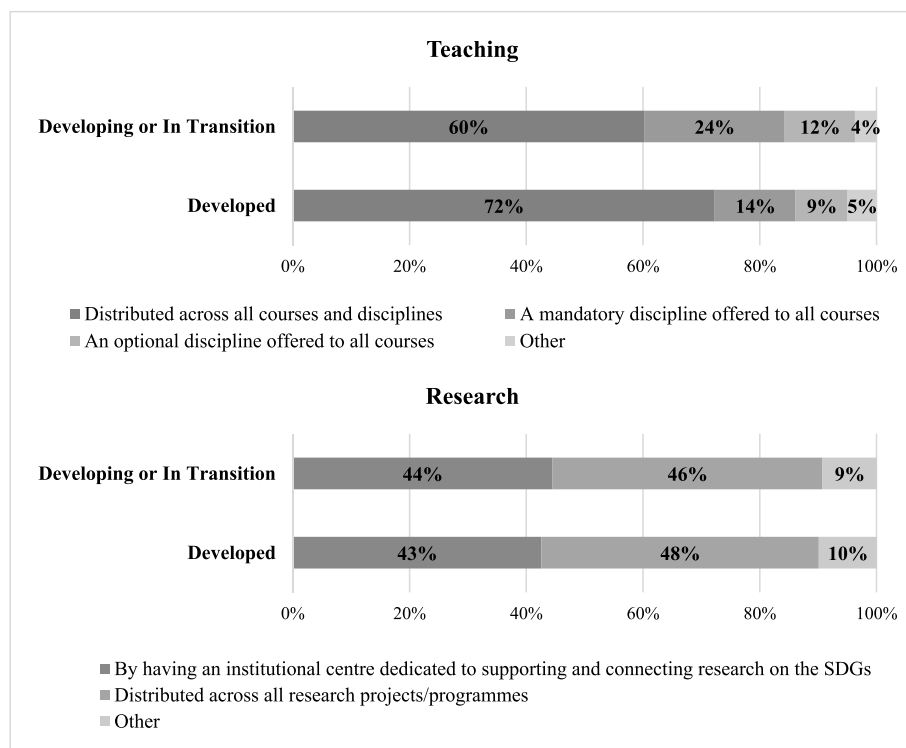 Teaching
Developing or In Transition
60% 24% 12% 4%
Developed
72% 14% 9% 5%
0% 20% 40% 60% 80% 100%
Distributed across all courses and disciplines A mandatory discipline offered to all courses
An optional discipline offered to all courses Other
Research
Developing or In Transition
44% 46% 9%
Developed
43% 48% 10%
0% 20% 40% 60% 80% 100%
By having an institutional centre dedicated to supporting and connecting research on the SDGs
Distributed across all research projects/programmes
Other